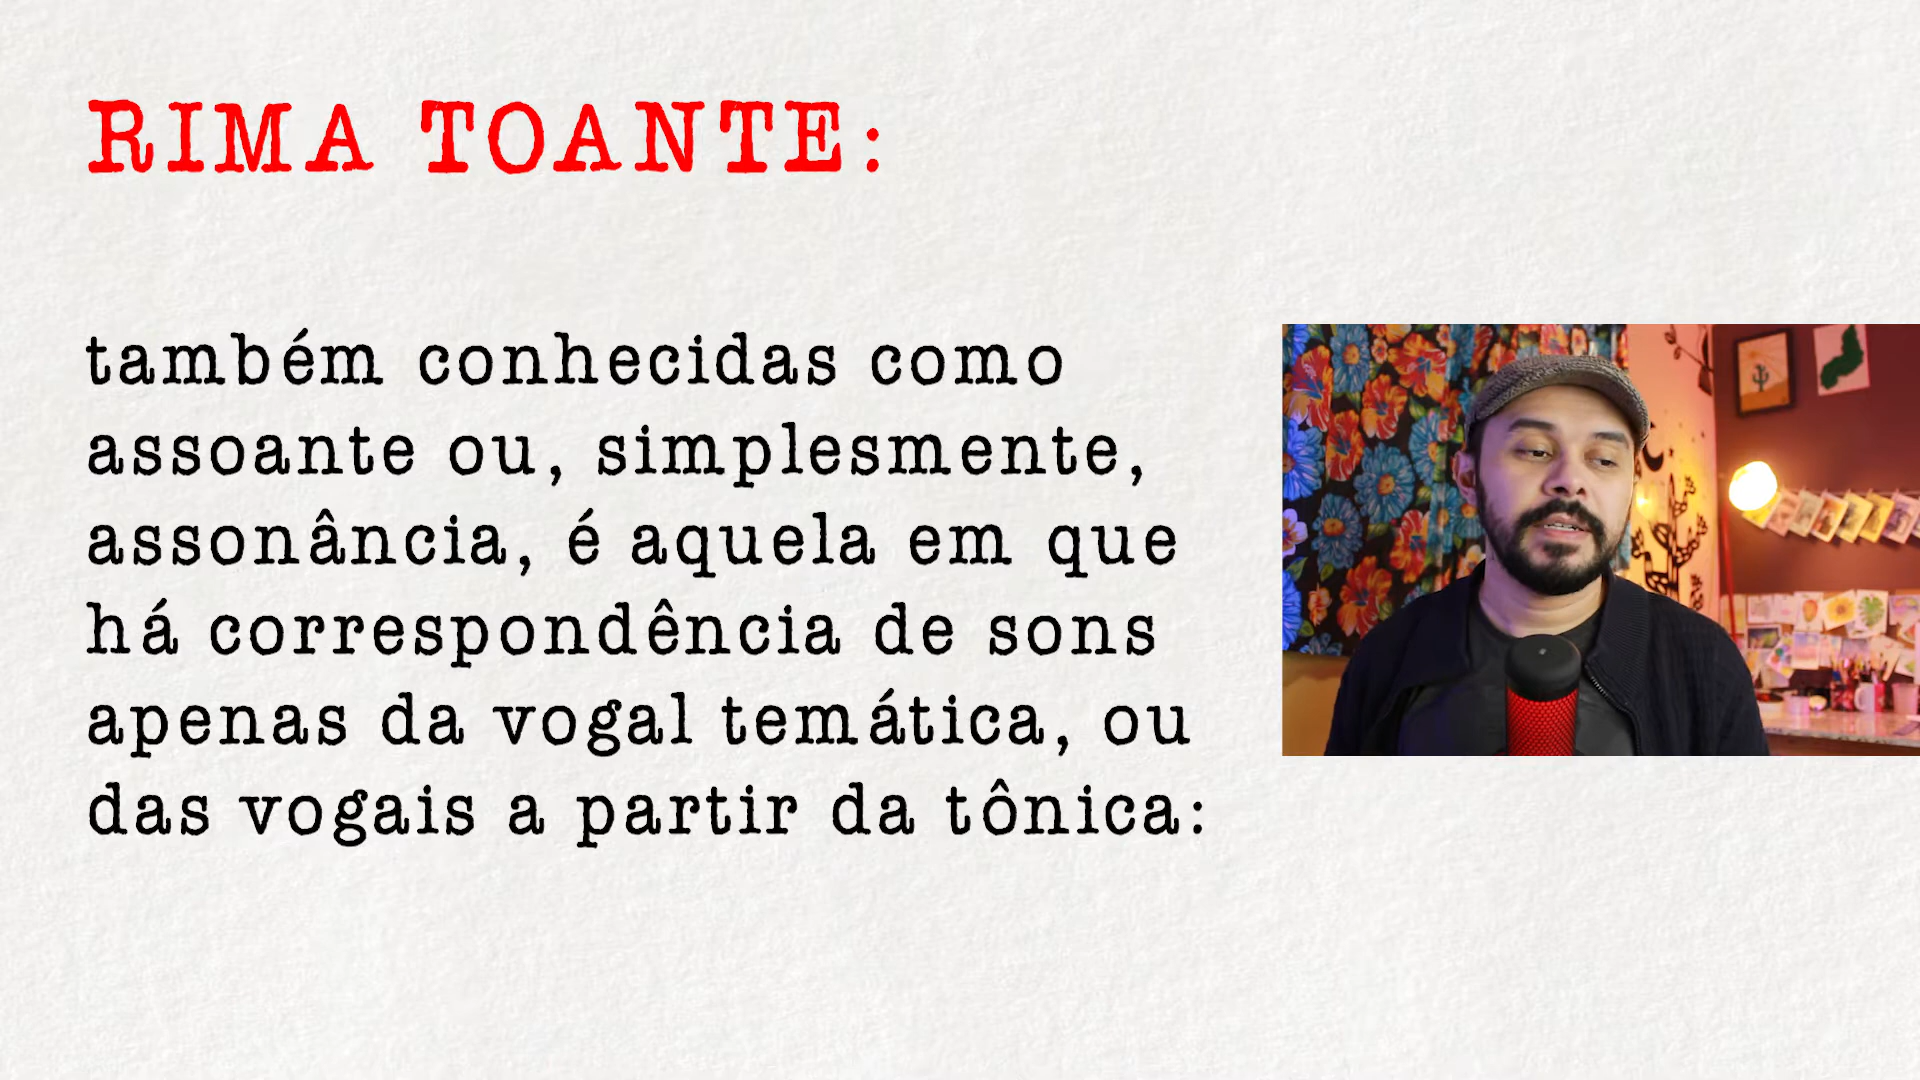 RIMA TOANTE:
também conhecidas como
assoante ou, simplesmente,
assonância, é aquela em que
há correspondência de sons
apenas da vogal temática, ou
das vogais a partir da tônica: